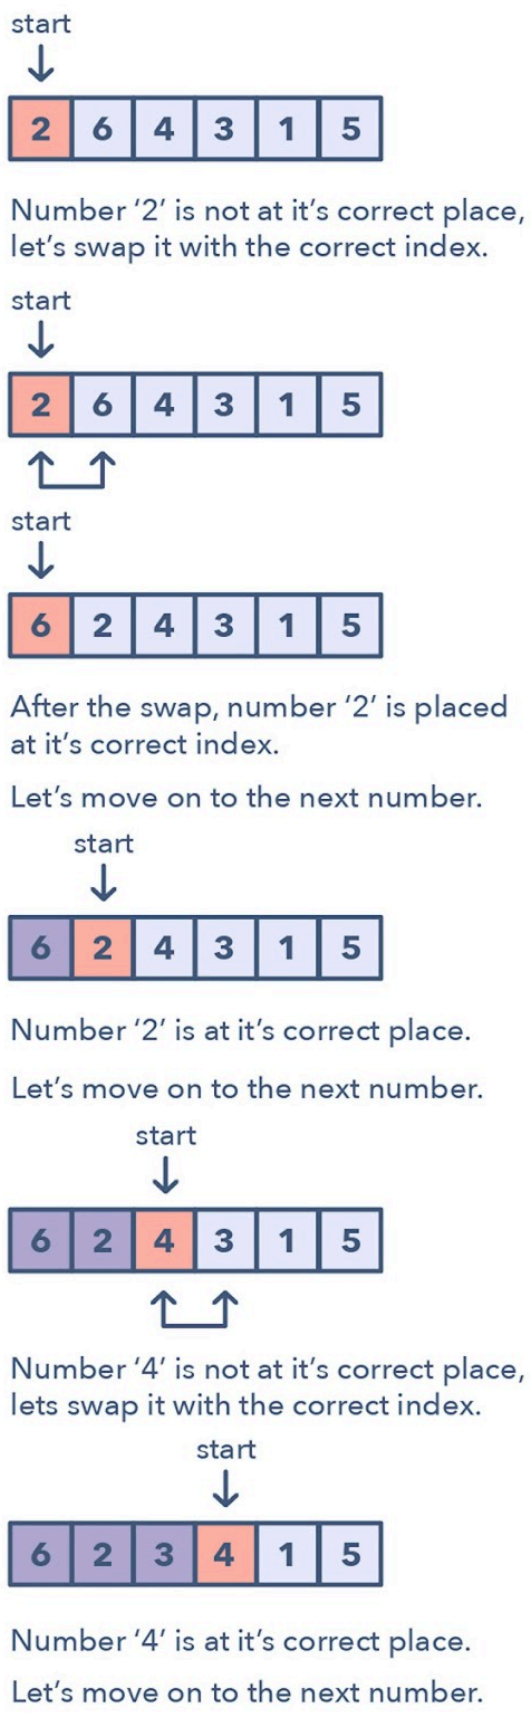 start
2 6 4 3 1 5
Number ‘2’ is not at it’s correct place,
let’s swap it with the correct index.
start
2 6 4 3 1 5
start
6 2 4 3 1 5
After the swap, number ‘2’ is placed
at it’s correct index.
Let’s move on to the next number.
start
6 2 4 3 1 5
Number ‘2’ is at it’s correct place.
Let’s move on to the next number.
start
6 2 4 3 1 5
Number ‘4’ is not at it’s correct place,
lets swap it with the correct index.
start
6 2 3 4 1 5
Number ‘4’ is at it’s correct place.
Let’s move on to the next number.